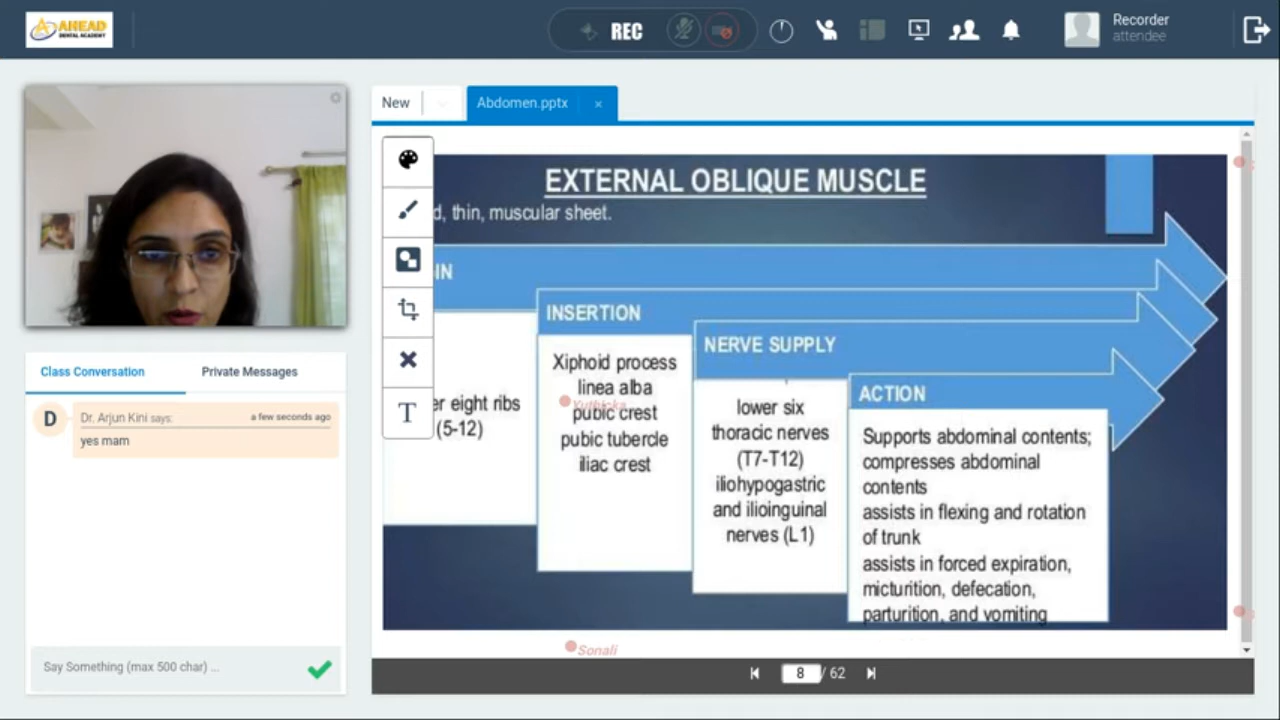 AHEAD
DENTAL ACADEMY
REC
Recorder
attendee
New
Abdomen.pptx
Class Conversation
Private Messages
D
Dr. Arjun Kini says:
a few seconds ago
yes mam
Say Something (max 500 char) ...
EXTERNAL OBLIQUE MUSCLE
d, thin, muscular sheet.
IN
er eight ribs
(5-12)
INSERTION
Xiphoid process
linea alba
pubic crest
pubic tubercle
iliac crest
Yuthicka
NERVE SUPPLY
lower six
thoracic nerves
(T7-T12)
iliohypogastric
and ilioinguinal
nerves (L1)
ACTION
Supports abdominal contents;
compresses abdominal
contents
assists in flexing and rotation
of trunk
assists in forced expiration,
micturition, defecation,
parturition, and vomiting
T
Sonali
8 / 62